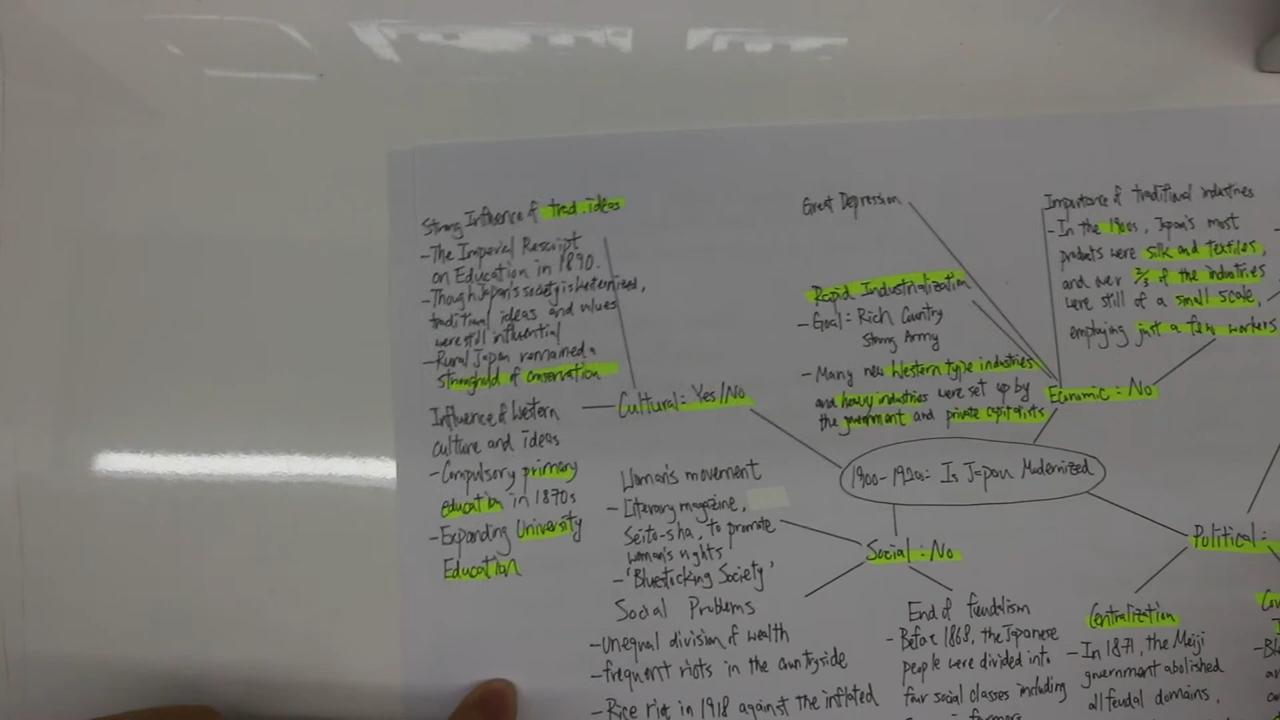 Strong Influence of trad. ideas
- The Imperial Rescript
on Education in 1890.
- Though Japan's society is
traditional ideas and values
were still influential
- Rural Japan remained a
stronghold of conservation
Influence of Western
culture and ideas
- Compulsory primary
education in 1870s
- Expanding University
Education
Cultural: Yes/No
Great Depression
Rapid Industrialization
- Goal: Rich Country
Strong Army
- Many new Western type industries
and heavy industries were set up by
the government and private capitalists
Importance of traditional industries
- In the 1900s, Japan's most
products were silk and textiles,
and over 2/3 of the industries
were still of a small scale,
employing just a few workers
Economic: No
1900-1920s: Is Japan Modernized
Woman's movement
- Literary magazine,
Seito-sha, to promote
woman's rights
- 'Bluestocking Society'
Social Problems
- Unequal division of wealth
- frequent riots in the countryside
- Rice riot in 1918 against the inflated
Social: No
End of feudalism
- Before 1868, the Japanese
people were divided into
four social classes including
farmers
Political:
Centralization
- In 1871, the Meiji
government abolished
all feudal domains,